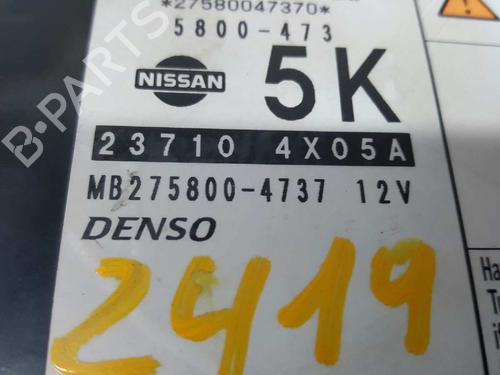 *27580047370*
5800-473
NISSAN
5K
23710 4X05A
MB275800-4737 12V
DENSO
2419
B-PARTS